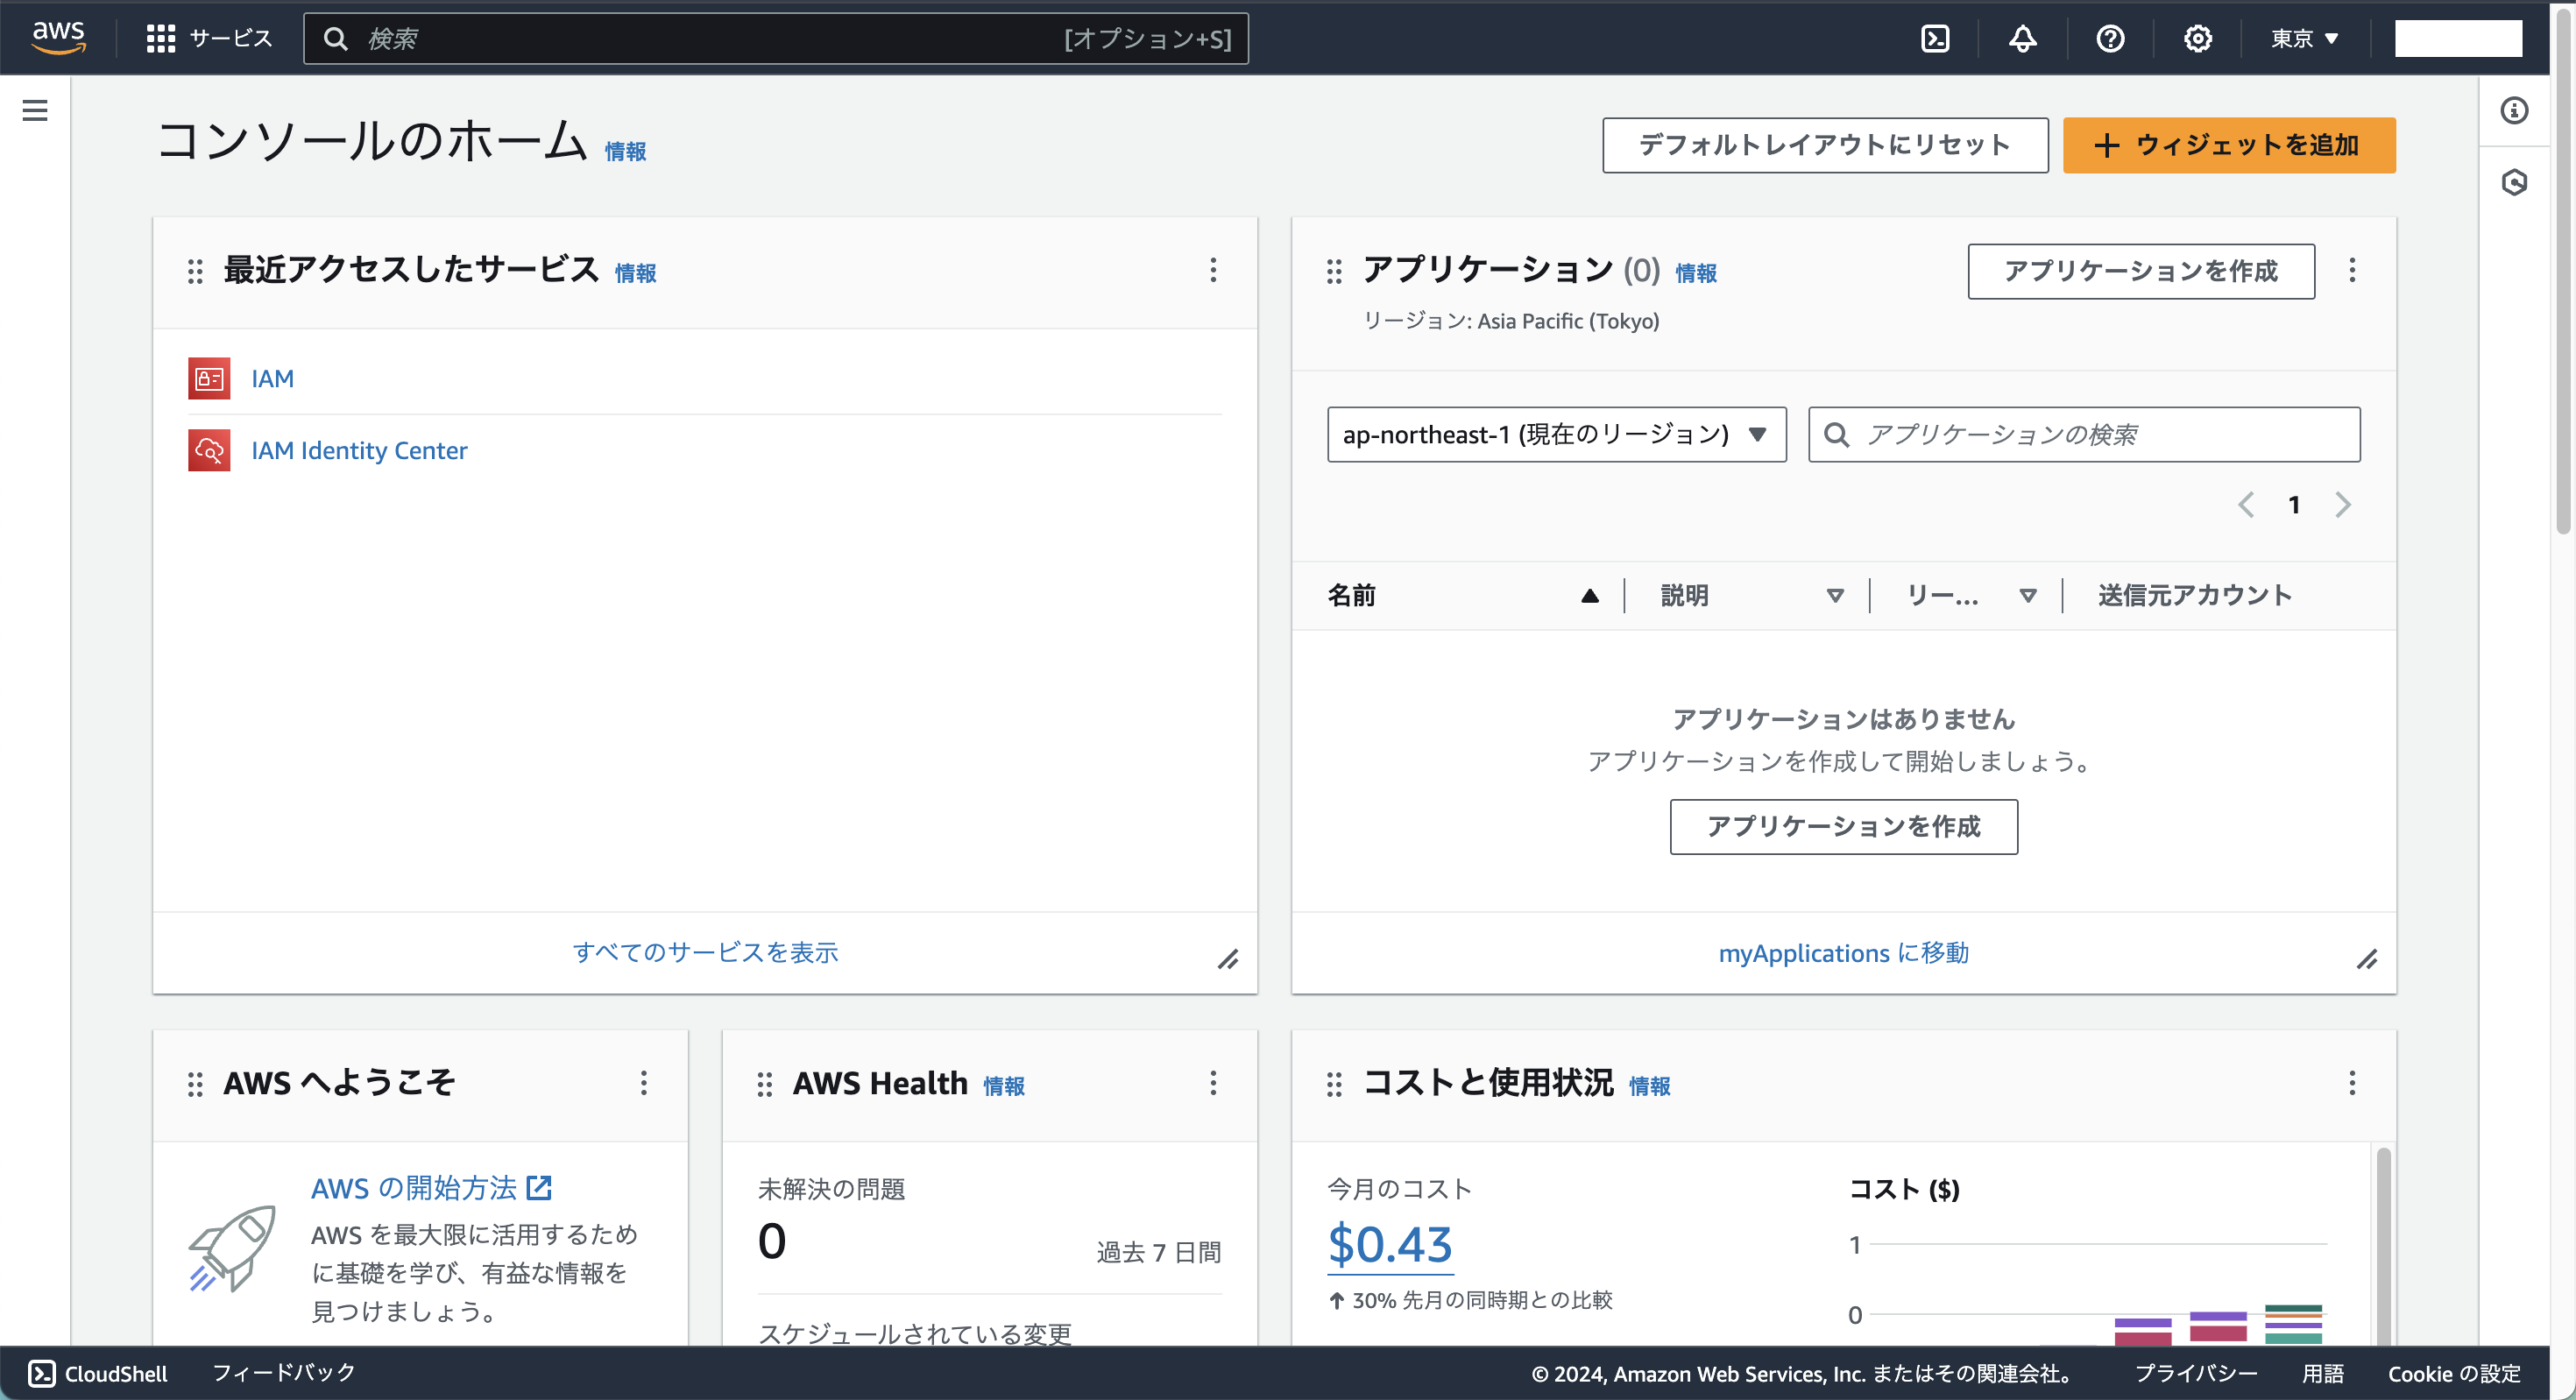 aws サービス 検索 [オプション+S] 東京
コンソールのホーム 情報 デフォルトレイアウトにリセット ウィジェットを追加
最近アクセスしたサービス 情報
IAM
IAM Identity Center
すべてのサービスを表示
アプリケーション (0) 情報 アプリケーションを作成
リージョン: Asia Pacific (Tokyo)
ap-northeast-1 (現在のリージョン) アプリケーションの検索
1
名前 説明 リー... 送信元アカウント
アプリケーションはありません
アプリケーションを作成して開始しましょう。
アプリケーションを作成
myApplications に移動
AWS へようこそ
AWS の開始方法
AWS を最大限に活用するため
に基礎を学び、有益な情報を
見つけましょう。
AWS Health 情報
未解決の問題
0 過去 7 日間
スケジュールされている変更
コストと使用状況 情報
今月のコスト
$0.43
30% 先月の同時期との比較
コスト ($)
1
0
CloudShell フィードバック © 2024, Amazon Web Services, Inc. またはその関連会社。 プライバシー 用語 Cookie の設定